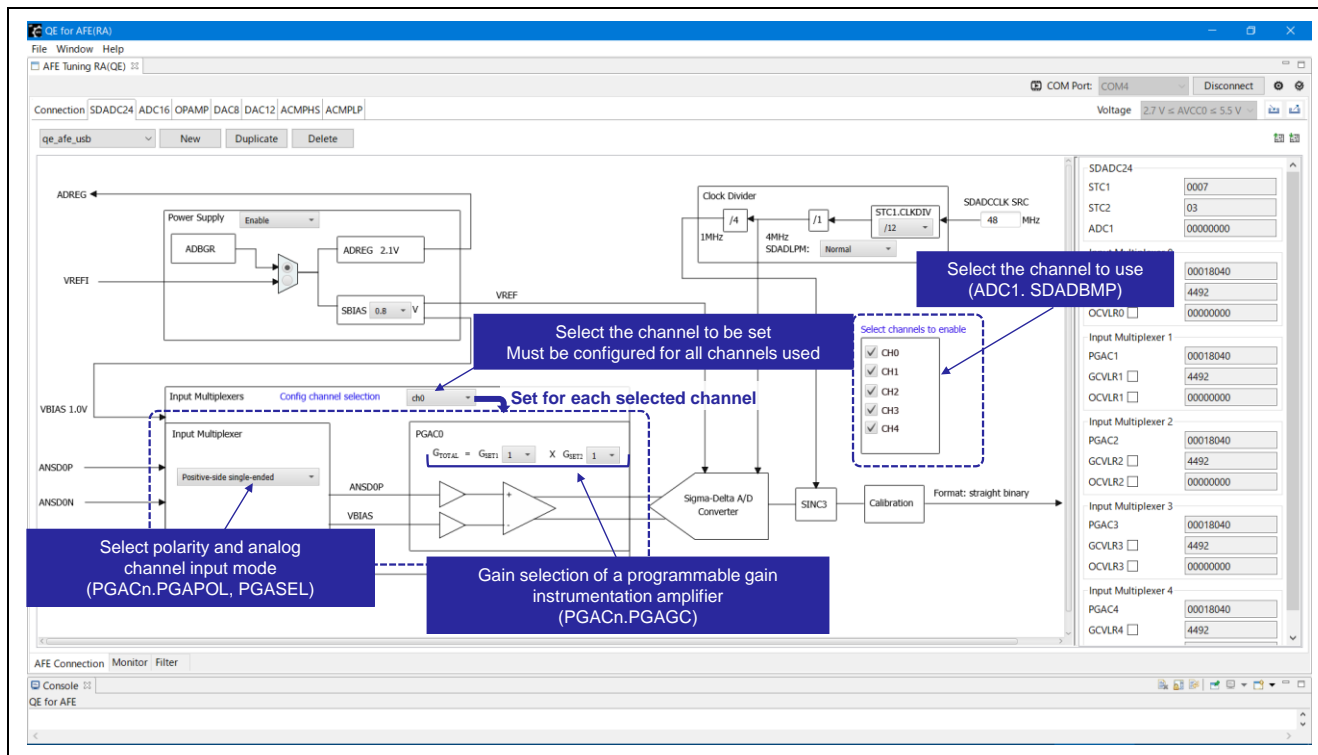 QE for AFE(RA)
File Window Help
AFE Tuning RA(QE)
COM Port: COM4 Disconnect
Connection SDADC24 ADC16 OPAMP DAC8 DAC12 ACMPHS ACMPLP
Voltage 2.7 V ≤ AVCC0 ≤ 5.5 V
qe_afe_usb New Duplicate Delete
ADREG
Power Supply Enable
ADBGR
ADREG 2.1V
VREFI
SBIAS 0.8 V
VREF
Clock Divider
/4
/1
STC1.CLKDIV
/12
SDADCCLK SRC
48 MHz
1MHz
4MHz
SDADLPM: Normal
Select the channel to use
(ADC1. SDADBMP)
Select the channel to be set
Must be configured for all channels used
Select channels to enable
CH0
CH1
CH2
CH3
CH4
VBIAS 1.0V
Input Multiplexers Config channel selection ch0
Set for each selected channel
Input Multiplexer
Positive-side single-ended
ANSD0P
ANSD0N
PGAC0
GTOTAL = GSET1 1 X GSET2 1
ANSD0P
VBIAS
+
-
Sigma-Delta A/D
Converter
SINC3
Calibration
Format: straight binary
Select polarity and analog
channel input mode
(PGACn.PGAPOL, PGASEL)
Gain selection of a programmable gain
instrumentation amplifier
(PGACn.PGAGC)
SDADC24
STC1 0007
STC2 03
ADC1 00000000
00018040
4492
OCVLR0 00000000
Input Multiplexer 1
PGAC1 00018040
GCVLR1 4492
OCVLR1 00000000
Input Multiplexer 2
PGAC2 00018040
GCVLR2 4492
OCVLR2 00000000
Input Multiplexer 3
PGAC3 00018040
GCVLR3 4492
OCVLR3 00000000
Input Multiplexer 4
PGAC4 00018040
GCVLR4 4492
AFE Connection Monitor Filter
Console
QE for AFE